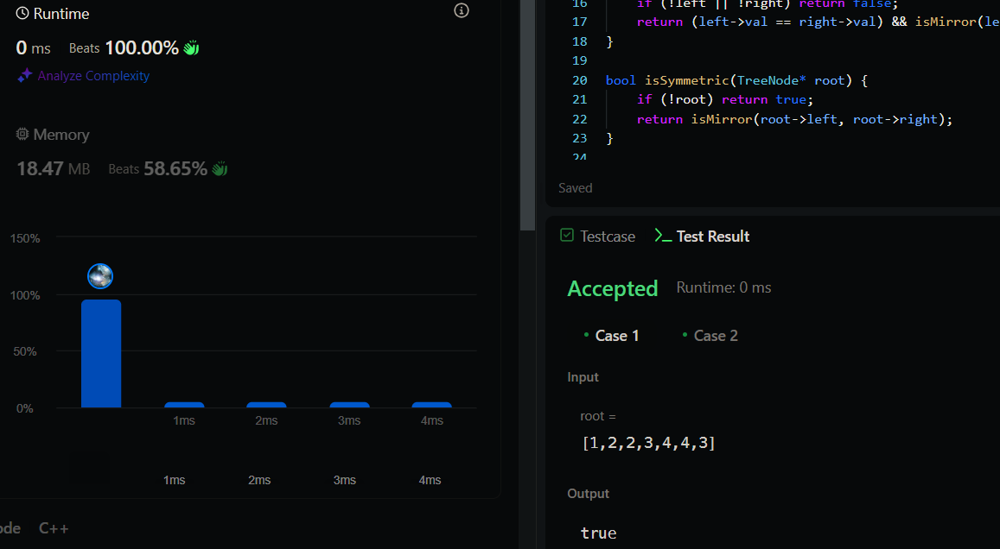 Runtime
0 ms Beats 100.00%
Analyze Complexity
Memory
18.47 MB Beats 58.65%
150%
100%
50%
0%
1ms 2ms 3ms 4ms
1ms 2ms 3ms 4ms
ode C++
16 if (!left || !right) return false;
17 return (left->val == right->val) && isMirror(le
18 }
19
20 bool isSymmetric(TreeNode* root) {
21 if (!root) return true;
22 return isMirror(root->left, root->right);
23 }
24
Saved
Testcase Test Result
Accepted Runtime: 0 ms
Case 1 Case 2
Input
root =
[1,2,2,3,4,4,3]
Output
true